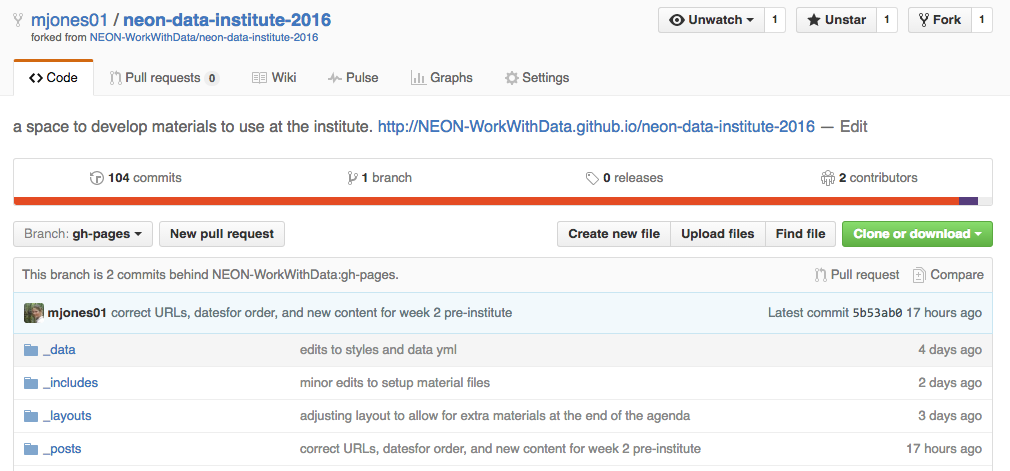 mjones01 / neon-data-institute-2016
Unwatch 1 Unstar 1 Fork 1
forked from NEON-WorkWithData/neon-data-institute-2016
Code Pull requests 0 Wiki Pulse Graphs Settings
a space to develop materials to use at the institute. http://NEON-WorkWithData.github.io/neon-data-institute-2016 — Edit
104 commits 1 branch 0 releases 2 contributors
Branch: gh-pages New pull request Create new file Upload files Find file Clone or download
This branch is 2 commits behind NEON-WorkWithData:gh-pages. Pull request Compare
mjones01 correct URLs, datesfor order, and new content for week 2 pre-institute Latest commit 5b53ab0 17 hours ago
_data edits to styles and data yml 4 days ago
_includes minor edits to setup material files 2 days ago
_layouts adjusting layout to allow for extra materials at the end of the agenda 3 days ago
_posts correct URLs, datesfor order, and new content for week 2 pre-institute 17 hours ago